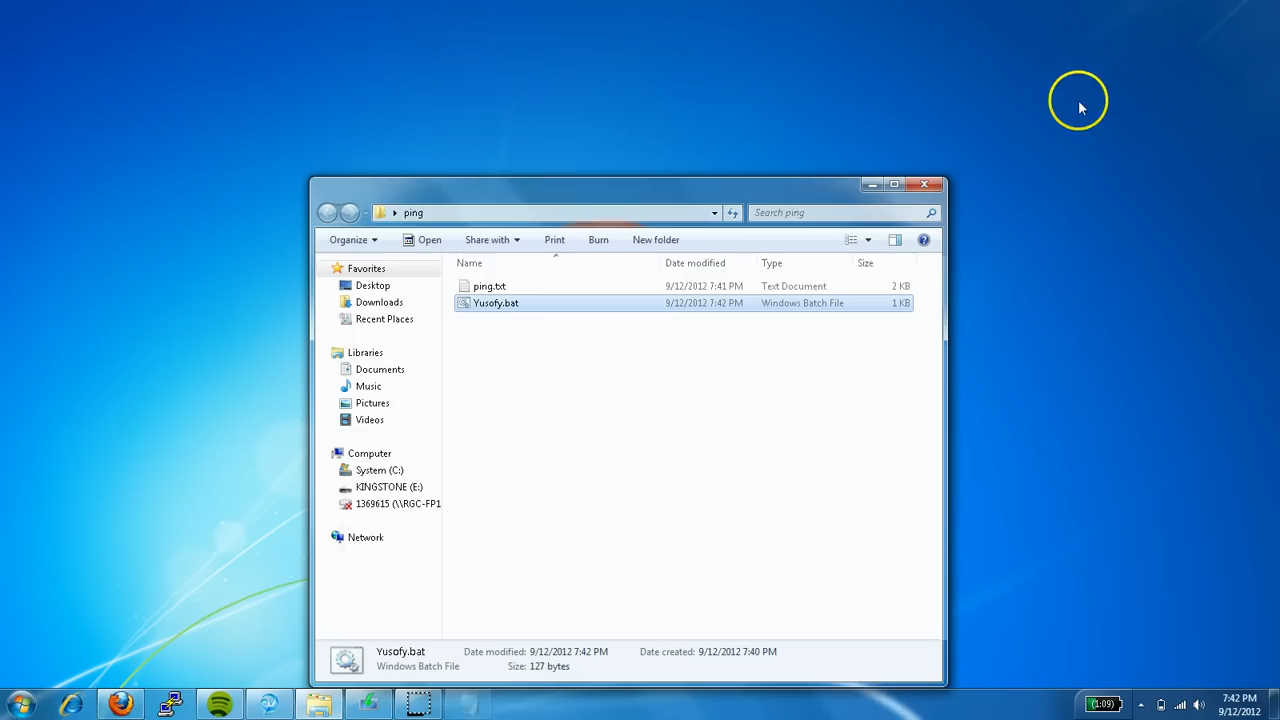 ping
Search ping
Organize Open Share with Print Burn New folder
Favorites
Desktop
Downloads
Recent Places
Libraries
Documents
Music
Pictures
Videos
Computer
System (C:)
KINGSTONE (E:)
1369615 (\\RGC-FP1
Network
Name Date modified Type Size
ping.txt 9/12/2012 7:41 PM Text Document 2 KB
Yusofy.bat 9/12/2012 7:42 PM Windows Batch File 1 KB
Yusofy.bat Date modified: 9/12/2012 7:42 PM Date created: 9/12/2012 7:40 PM
Windows Batch File Size: 127 bytes
(1:09)
7:42 PM
9/12/2012